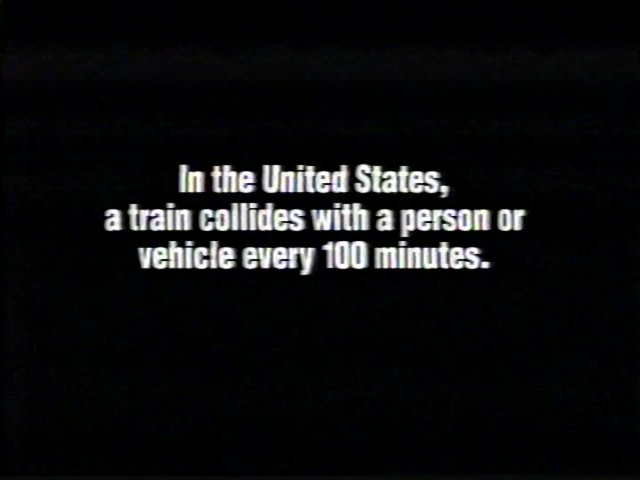 In the United States,
a train collides with a person or
vehicle every 100 minutes.